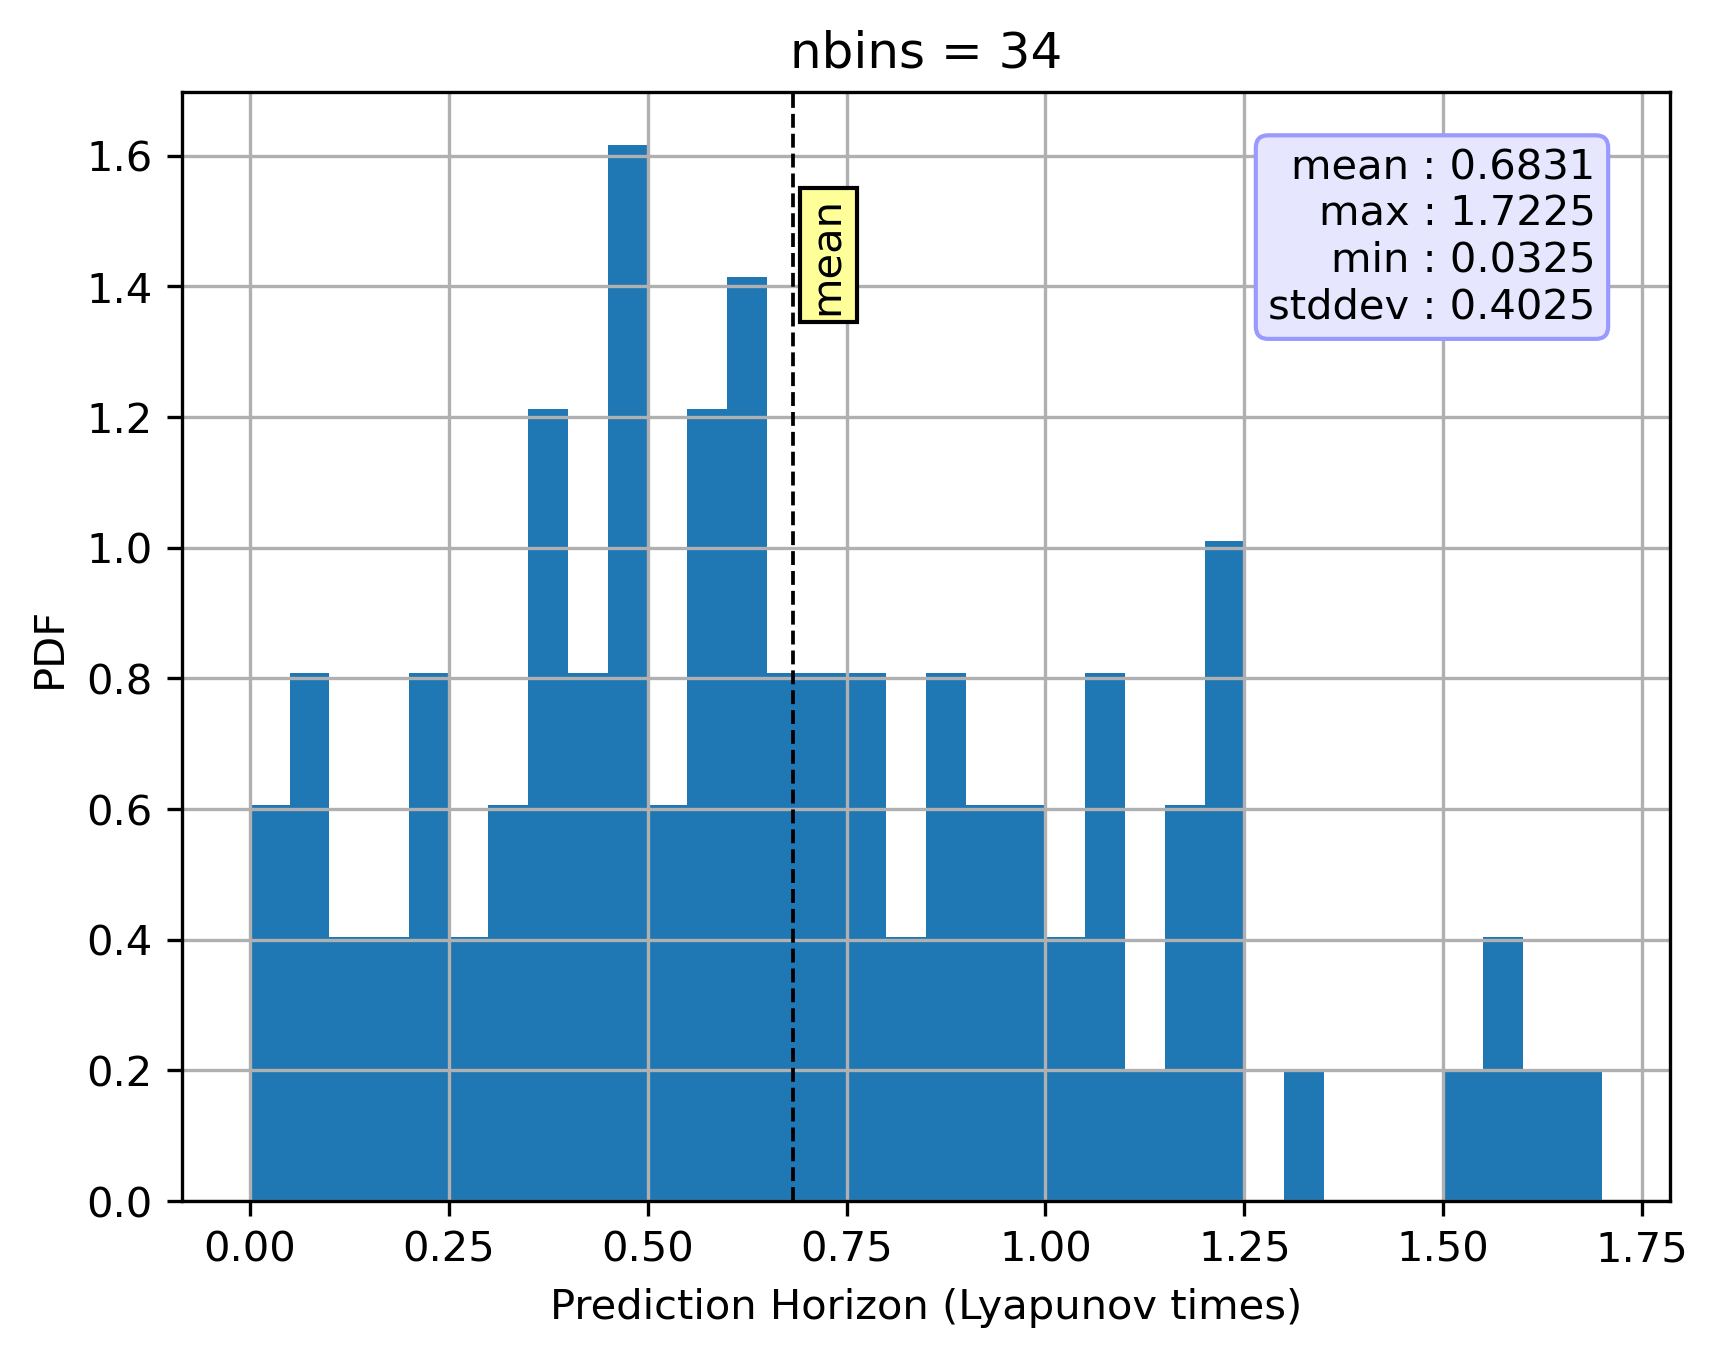 nbins = 34
mean : 0.6831
max : 1.7225
min : 0.0325
stddev : 0.4025
mean
1.6
1.4
1.2
1.0
0.8
0.6
0.4
0.2
0.0
PDF
0.00 0.25 0.50 0.75 1.00 1.25 1.50 1.75
Prediction Horizon (Lyapunov times)